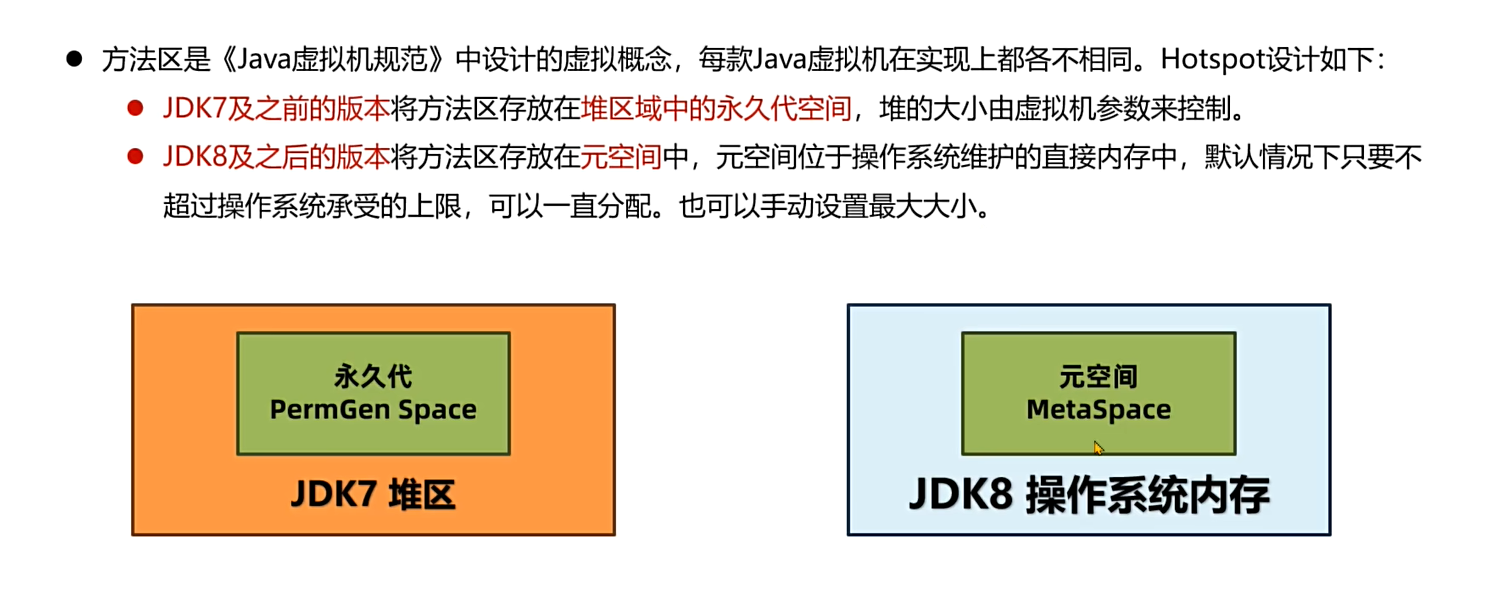 方法区是《Java虚拟机规范》中设计的虚拟概念，每款Java虚拟机在实现上都各不相同。Hotspot设计如下：
JDK7及之前的版本将方法区存放在堆区域中的永久代空间，堆的大小由虚拟机参数来控制。
JDK8及之后的版本将方法区存放在元空间中，元空间位于操作系统维护的直接内存中，默认情况下只要不
超过操作系统承受的上限，可以一直分配。也可以手动设置最大大小。
永久代
PermGen Space
JDK7 堆区
元空间
MetaSpace
JDK8 操作系统内存